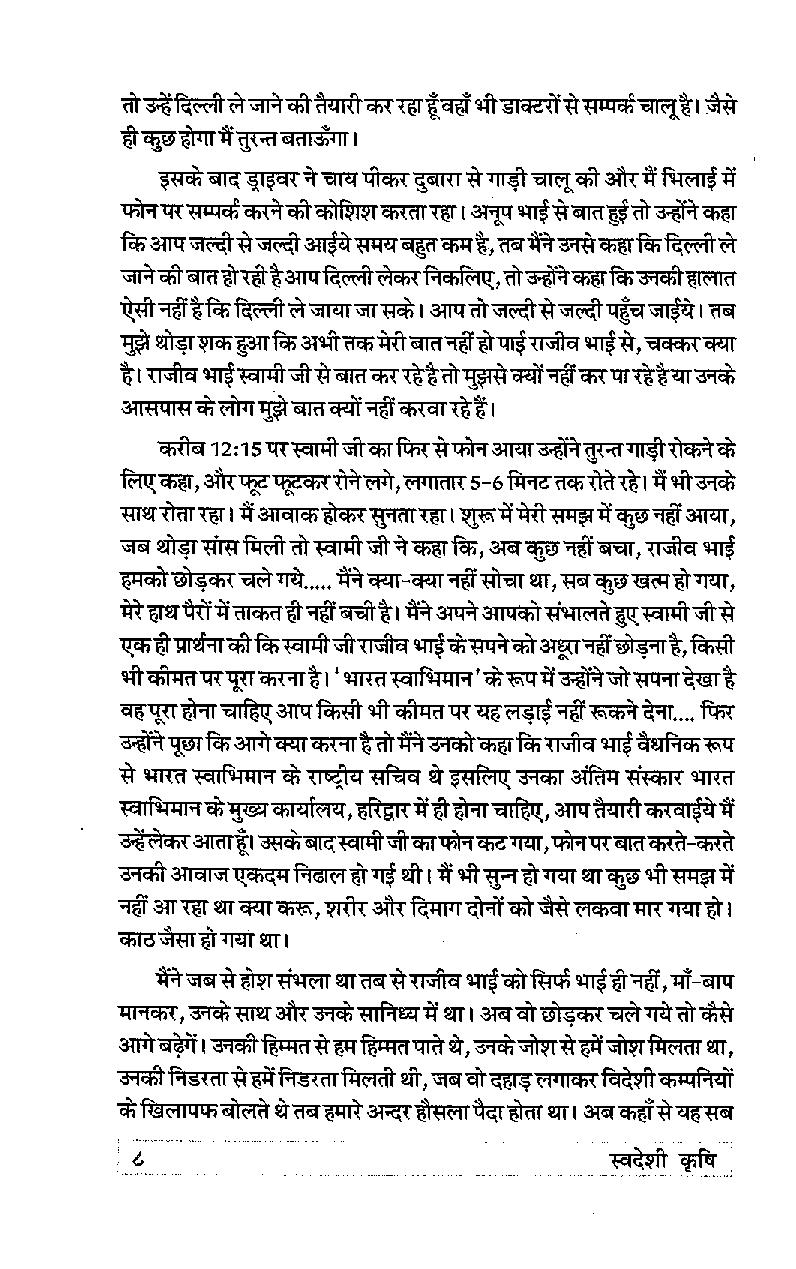 तो उन्हें दिल्ली ले जाने की तैयारी कर रहा हूँ वहाँ भी डाक्टरों से सम्पर्क चालू है। जैसे
ही कुछ होगा मैं तुरन्त बताऊँगा।
इसके बाद ड्राइवर ने चाय पीकर दुबारा से गाड़ी चालू की और मैं भिलाई में
फोन पर सम्पर्क करने की कोशिश करता रहा। अनूप भाई से बात हुई तो उन्होंने कहा
कि आप जल्दी से जल्दी आईये समय बहुत कम है, तब मैंने उनसे कहा कि दिल्ली ले
जाने की बात हो रही है आप दिल्ली लेकर निकलिए, तो उन्होंने कहा कि उनकी हालात
ऐसी नहीं है कि दिल्ली ले जाया जा सके। आप तो जल्दी से जल्दी पहुँच जाईये। तब
मुझे थोड़ा शक हुआ कि अभी तक मेरी बात नहीं हो पाई राजीव भाई से, चक्कर क्या
है। राजीव भाई स्वामी जी से बात कर रहे है तो मुझसे क्यों नहीं कर पा रहे है या उनके
आसपास के लोग मुझे बात क्यों नहीं करवा रहे हैं।
करीब 12:15 पर स्वामी जी का फिर से फोन आया उन्होंने तुरन्त गाड़ी रोकने के
लिए कहा, और फूट फूटकर रोने लगे, लगातार 5-6 मिनट तक रोते रहे। मैं भी उनके
साथ रोता रहा। मैं आवाक होकर सुनता रहा। शुरू में मेरी समझ में कुछ नहीं आया,
जब थोड़ा सांस मिली तो स्वामी जी ने कहा कि, अब कुछ नहीं बचा, राजीव भाई
हमको छोड़कर चले गये..... मैंने क्या-क्या नहीं सोचा था, सब कुछ खत्म हो गया,
मेरे हाथ पैरों में ताकत ही नहीं बची है। मैंने अपने आपको संभालते हुए स्वामी जी से
एक ही प्रार्थना की कि स्वामी जी राजीव भाई के सपने को अधूरा नहीं छोड़ना है, किसी
भी कीमत पर पूरा करना है। 'भारत स्वाभिमान' के रूप में उन्होंने जो सपना देखा है
वह पूरा होना चाहिए आप किसी भी कीमत पर यह लड़ाई नहीं रूकने देना.... फिर
उन्होंने पूछा कि आगे क्या करना है तो मैंने उनको कहा कि राजीव भाई वैधनिक रूप
से भारत स्वाभिमान के राष्ट्रीय सचिव थे इसलिए उनका अंतिम संस्कार भारत
स्वाभिमान के मुख्य कार्यालय, हरिद्वार में ही होना चाहिए, आप तैयारी करवाईये मैं
उन्हें लेकर आता हूँ। उसके बाद स्वामी जी का फोन कट गया, फोन पर बात करते-करते
उनकी आवाज एकदम निढाल हो गई थी। मैं भी सुन्न हो गया था कुछ भी समझ में
नहीं आ रहा था क्या करू, शरीर और दिमाग दोनों को जैसे लकवा मार गया हो।
काठ जैसा हो गया था।
मैंने जब से होश संभला था तब से राजीव भाई को सिर्फ भाई ही नहीं, माँ-बाप
मानकर, उनके साथ और उनके सानिध्य में था। अब वो छोड़कर चले गये तो कैसे
आगे बढ़ेगें। उनकी हिम्मत से हम हिम्मत पाते थे, उनके जोश से हमें जोश मिलता था,
उनकी निडरता से हमें निडरता मिलती थी, जब वो दहाड़ लगाकर विदेशी कम्पनियों
के खिलापफ बोलते थे तब हमारे अन्दर हौसला पैदा होता था। अब कहाँ से यह सब
८ स्वदेशी कृषि